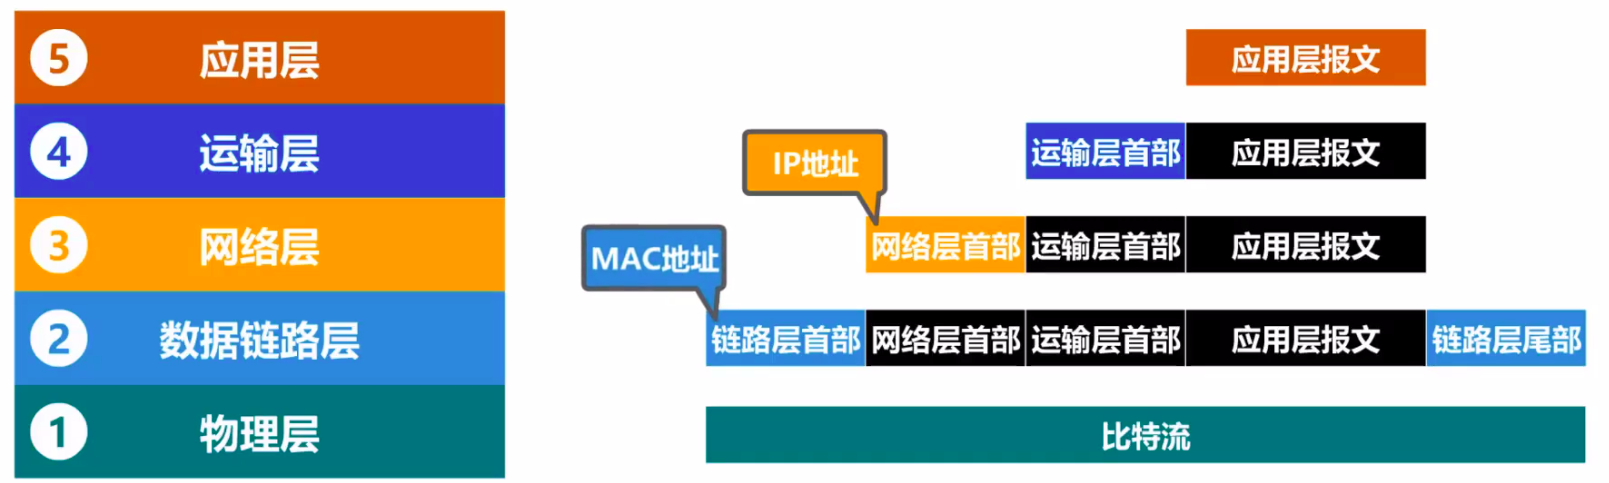 5 应用层
4 运输层
3 网络层
2 数据链路层
1 物理层
应用层报文
运输层首部 应用层报文
IP地址
网络层首部 运输层首部 应用层报文
MAC地址
链路层首部 网络层首部 运输层首部 应用层报文 链路层尾部
比特流